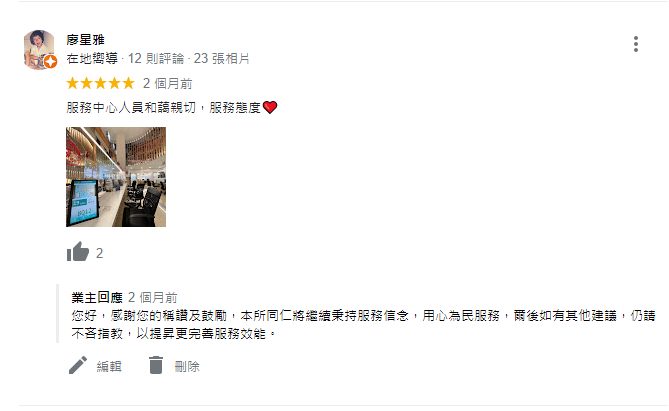 廖星雅
在地嚮導 · 12 則評論 · 23 張相片
2 個月前
服務中心人員和藹親切，服務態度❤
2
業主回應 2 個月前
您好，感謝您的稱讚及鼓勵，本所同仁將繼續秉持服務信念，用心為民服務，爾後如有其他建議，仍請
不吝指教，以提昇更完善服務效能。
編輯 刪除